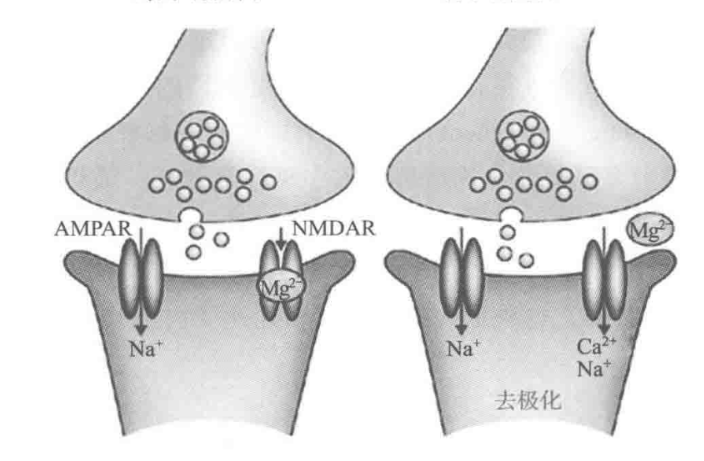 AMPAR
NMDAR
Mg²⁻
Na⁺
Mg²⁻
Na⁺
Ca²⁺
Na⁺
去极化